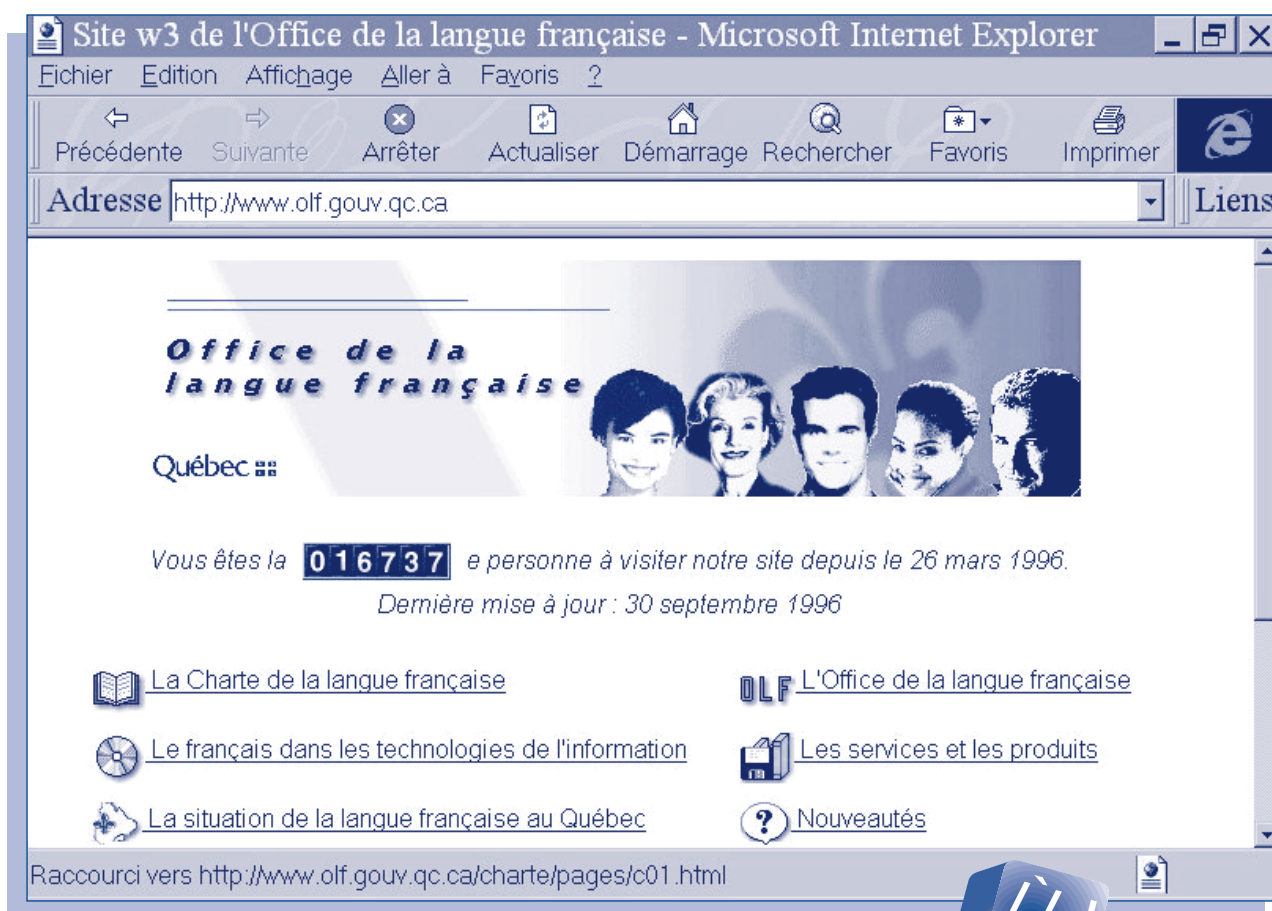 Site w3 de l'Office de la langue française - Microsoft Internet Explorer
Fichier Edition Affichage Aller à Favoris ?
Précédente Suivante Arrêter Actualiser Démarrage Rechercher Favoris Imprimer
Adresse http://www.olf.gouv.qc.ca Liens
Office de la
langue française
Québec
Vous êtes la 016737 e personne à visiter notre site depuis le 26 mars 1996.
Dernière mise à jour : 30 septembre 1996
La Charte de la langue française
OLF L'Office de la langue française
Le français dans les technologies de l'information
Les services et les produits
La situation de la langue française au Québec
? Nouveautés
Raccourci vers http://www.olf.gouv.qc.ca/charte/pages/c01.html